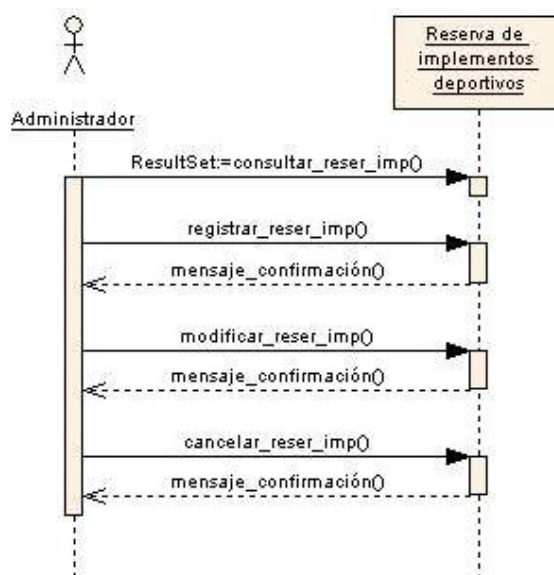 Reserva de
implementos
deportivos
Administrador
ResultSet:=consultar_reser_imp()
registrar_reser_imp()
mensaje_confirmación()
modificar_reser_imp()
mensaje_confirmación()
cancelar_reser_imp()
mensaje_confirmación()